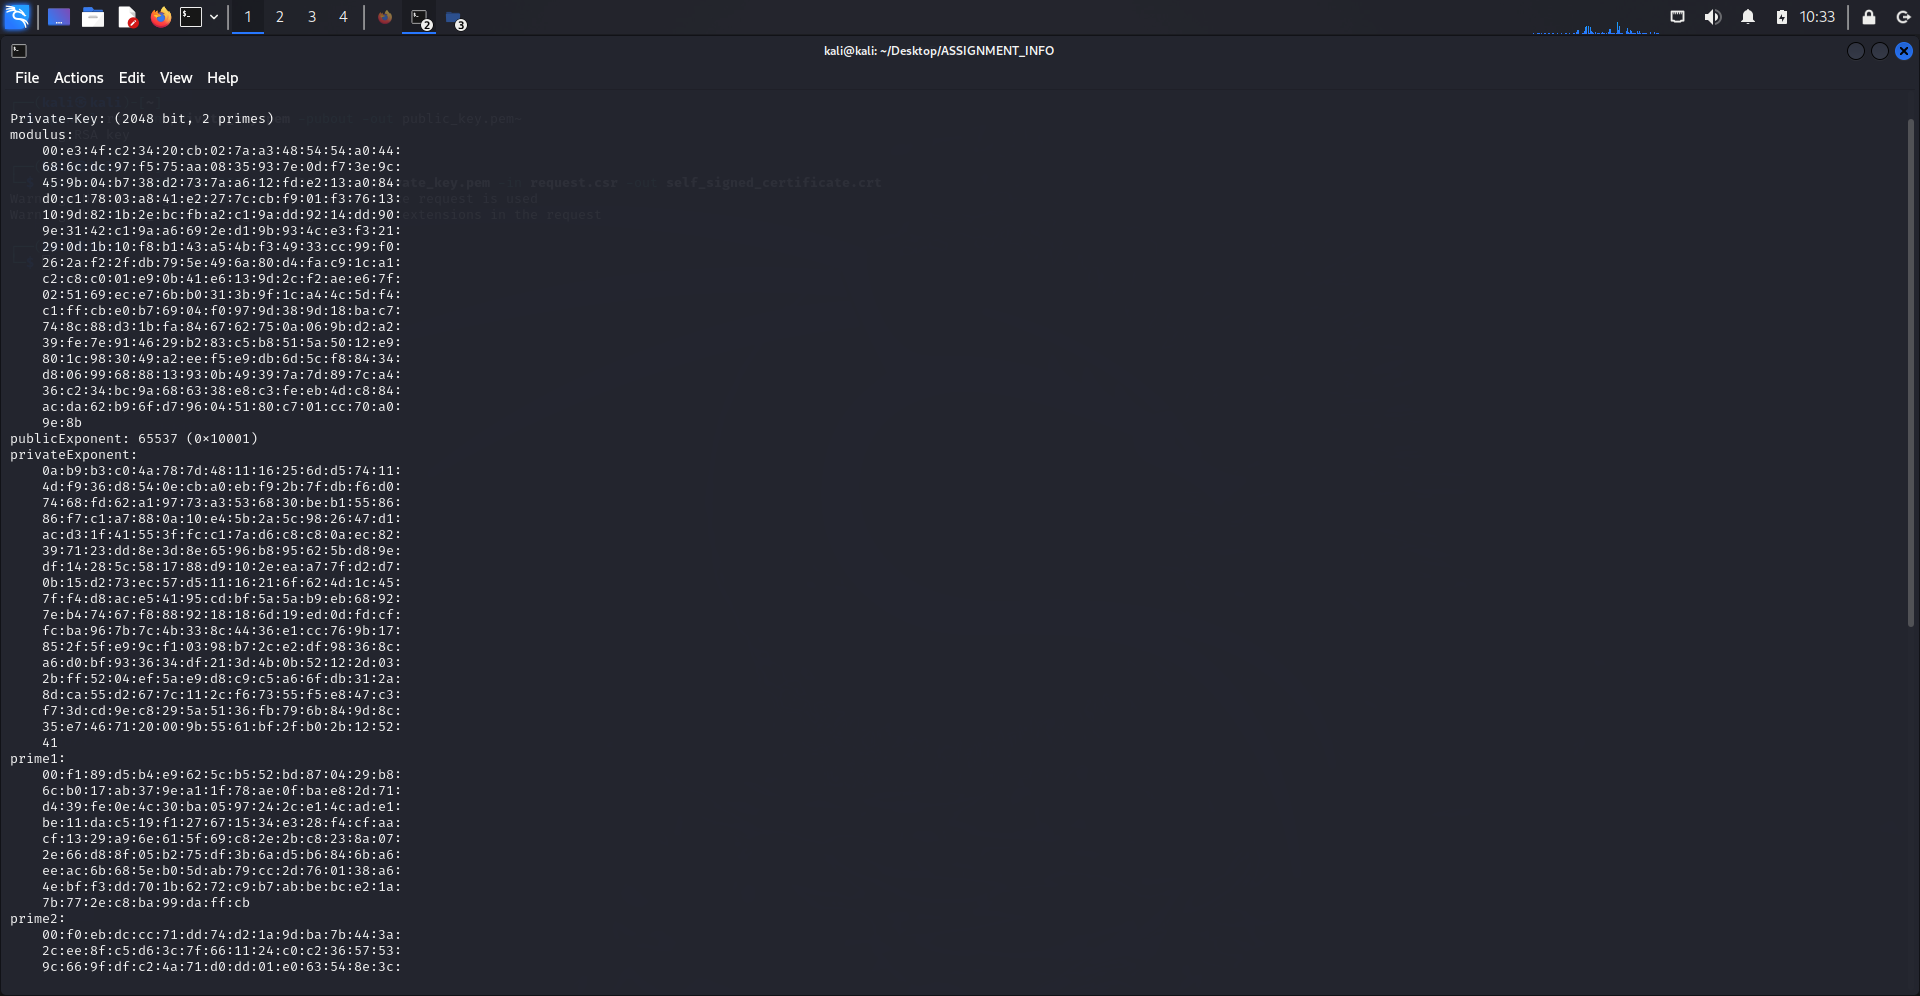 1 2 3 4 2 3 10:33
kali@kali: ~/Desktop/ASSIGNMENT_INFO
File Actions Edit View Help
Private-Key: (2048 bit, 2 primes)
modulus:
00:e3:4f:c2:34:20:cb:02:7a:a3:48:54:54:a0:44:
68:6c:dc:97:f5:75:aa:08:35:93:7e:0d:f7:3e:9c:
45:9b:04:b7:38:d2:73:7a:a6:12:fd:e2:13:a0:84:
d0:c1:78:03:a8:41:e2:27:7c:cb:f9:01:f3:76:13:
10:9d:82:1b:2e:bc:fb:a2:c1:9a:dd:92:14:dd:90:
9e:31:42:c1:9a:a6:69:2e:d1:9b:93:4c:e3:f3:21:
29:0d:1b:10:f8:b1:43:a5:4b:f3:49:33:cc:99:f0:
26:2a:f2:2f:db:79:5e:49:6a:80:d4:fa:c9:1c:a1:
c2:c8:c0:01:e9:0b:41:e6:13:9d:2c:f2:ae:e6:7f:
02:51:69:ec:e7:6b:b0:31:3b:9f:1c:a4:4c:5d:f4:
c1:ff:cb:e0:b7:69:04:f0:97:9d:38:9d:18:ba:c7:
74:8c:88:d3:1b:fa:84:67:62:75:0a:06:9b:d2:a2:
39:fe:7e:91:46:29:b2:83:c5:b8:51:5a:50:12:e9:
80:1c:98:30:49:a2:ee:f5:e9:db:6d:5c:f8:84:34:
d8:06:99:68:88:13:93:0b:49:39:7a:7d:89:7c:a4:
36:c2:34:bc:9a:68:63:38:e8:c3:fe:eb:4d:c8:84:
ac:da:62:b9:6f:d7:96:04:51:80:c7:01:cc:70:a0:
9e:8b
publicExponent: 65537 (0×10001)
privateExponent:
0a:b9:b3:c0:4a:78:7d:48:11:16:25:6d:d5:74:11:
4d:f9:36:d8:54:0e:cb:a0:eb:f9:2b:7f:db:f6:d0:
74:68:fd:62:a1:97:73:a3:53:68:30:be:b1:55:86:
86:f7:c1:a7:88:0a:10:e4:5b:2a:5c:98:26:47:d1:
ac:d3:1f:41:55:3f:fc:c1:7a:d6:c8:c8:0a:ec:82:
39:71:23:dd:8e:3d:8e:65:96:b8:95:62:5b:d8:9e:
df:14:28:5c:58:17:88:d9:10:2e:ea:a7:7f:d2:d7:
0b:15:d2:73:ec:57:d5:11:16:21:6f:62:4d:1c:45:
7f:f4:d8:ac:e5:41:95:cd:bf:5a:5a:b9:eb:68:92:
7e:b4:74:67:f8:88:92:18:18:6d:19:ed:0d:fd:cf:
fc:ba:96:7b:7c:4b:33:8c:44:36:e1:cc:76:9b:17:
85:2f:5f:e9:9c:f1:03:98:b7:2c:e2:df:98:36:8c:
a6:d0:bf:93:36:34:df:21:3d:4b:0b:52:12:2d:03:
2b:ff:52:04:ef:5a:e9:d8:c9:c5:a6:6f:db:31:2a:
8d:ca:55:d2:67:7c:11:2c:f6:73:55:f5:e8:47:c3:
f7:3d:cd:9e:c8:29:5a:51:36:fb:79:6b:84:9d:8c:
35:e7:46:71:20:00:9b:55:61:bf:2f:b0:2b:12:52:
41
prime1:
00:f1:89:d5:b4:e9:62:5c:b5:52:bd:87:04:29:b8:
6c:b0:17:ab:37:9e:a1:1f:78:ae:0f:ba:e8:2d:71:
d4:39:fe:0e:4c:30:ba:05:97:24:2c:e1:4c:ad:e1:
be:11:da:c5:19:f1:27:67:15:34:e3:28:f4:cf:aa:
cf:13:29:a9:6e:61:5f:69:c8:2e:2b:c8:23:8a:07:
2e:66:d8:8f:05:b2:75:df:3b:6a:d5:b6:84:6b:a6:
ee:ac:6b:68:5e:b0:5d:ab:79:cc:2d:76:01:38:a6:
4e:bf:f3:dd:70:1b:62:72:c9:b7:ab:be:bc:e2:1a:
7b:77:2e:c8:ba:99:da:ff:cb
prime2:
00:f0:eb:dc:cc:71:dd:74:d2:1a:9d:ba:7b:44:3a:
2c:ee:8f:c5:d6:3c:7f:66:11:24:c0:c2:36:57:53:
9c:66:9f:df:c2:4a:71:d0:dd:01:e0:63:54:8e:3c: